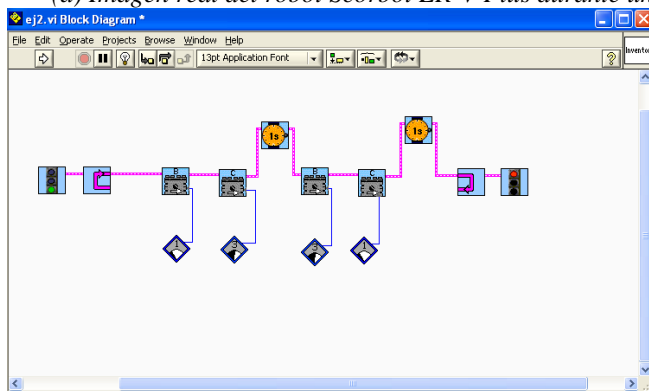 (a) Imagen real del robot Scorbot ER-V Plus durante un
ej2.vi Block Diagram *
File Edit Operate Projects Browse Window Help
13pt Application Font
?
Invento
1s
1s
B
C
B
C
1
3
3
1